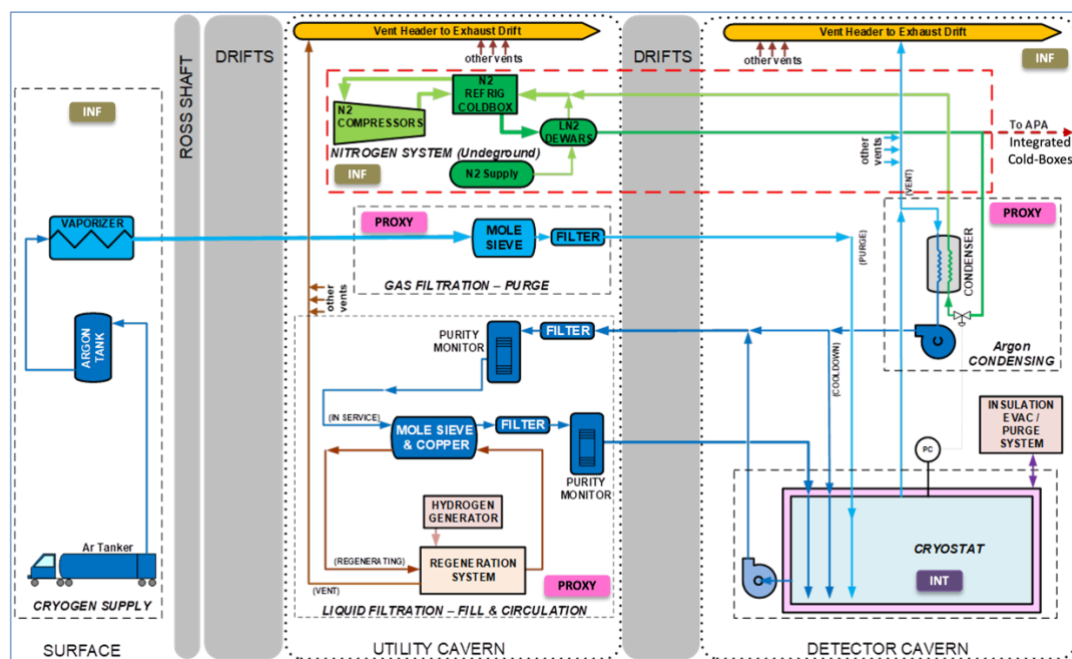 Vent Header to Exhaust Drift
other vents
Vent Header to Exhaust Drift
other vents
INF
ROSS SHAFT
DRIFTS
DRIFTS
INF
N2
REFRIG
COLDBOX
N2
COMPRESSORS
LN2
DEWARS
NITROGEN SYSTEM (Undeground)
INF
N2 Supply
To APA
Integrated
Cold-Boxes
other
vents
(VENT)
VAPORIZER
PROXY
MOLE
SIEVE
FILTER
GAS FILTRATION – PURGE
(PURGE)
PROXY
CONDENSER
C
Argon
CONDENSING
other
vents
ARGON
TANK
PURITY
MONITOR
FILTER
(COOLDOWN)
(IN SERVICE)
MOLE SIEVE
& COPPER
FILTER
PURITY
MONITOR
INSULATION
EVAC /
PURGE
SYSTEM
PC
HYDROGEN
GENERATOR
(REGENERATING)
REGENERATION
SYSTEM
(VENT)
PROXY
LIQUID FILTRATION – FILL & CIRCULATION
Ar Tanker
CRYOGEN SUPPLY
CRYOSTAT
INT
C
SURFACE
UTILITY CAVERN
DETECTOR CAVERN